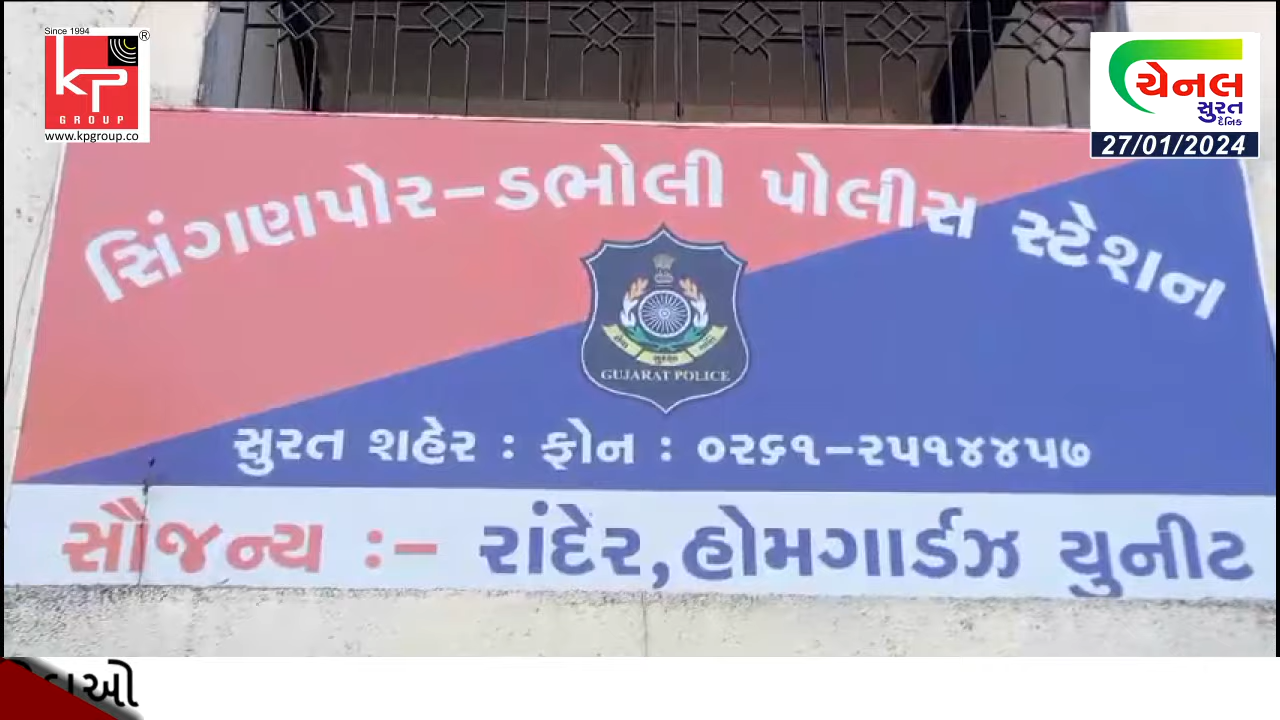 Since 1994
®
KP
GROUP
www.kpgroup.co
ચેનલ
સુરત
દૈનિક
27/01/2024
સિંગણપોર-ડભોલી પોલીસ સ્ટેશન
સેવા સુરક્ષા શાંતિ
GUJARAT POLICE
સુરત શહેર : ફોન : ૦૨૬૧-૨૫૧૪૪૫૭
સૌજન્ય :- રાંદેર,હોમગાર્ડઝ યુનીટ